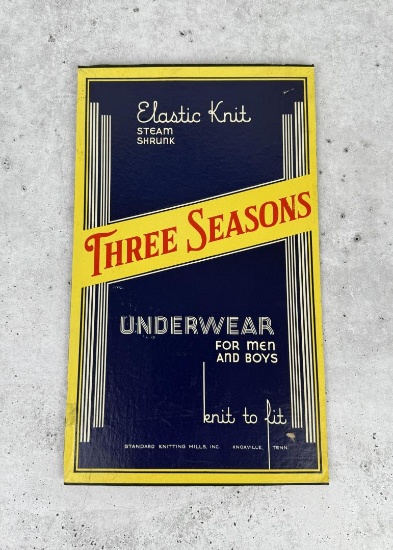 Elastic Knit
STEAM
SHRUNK
THREE SEASONS
UNDERWEAR
FOR MEN
AND BOYS
knit to fit
STANDARD KNITTING MILLS, INC. KNOXVILLE, TENN.